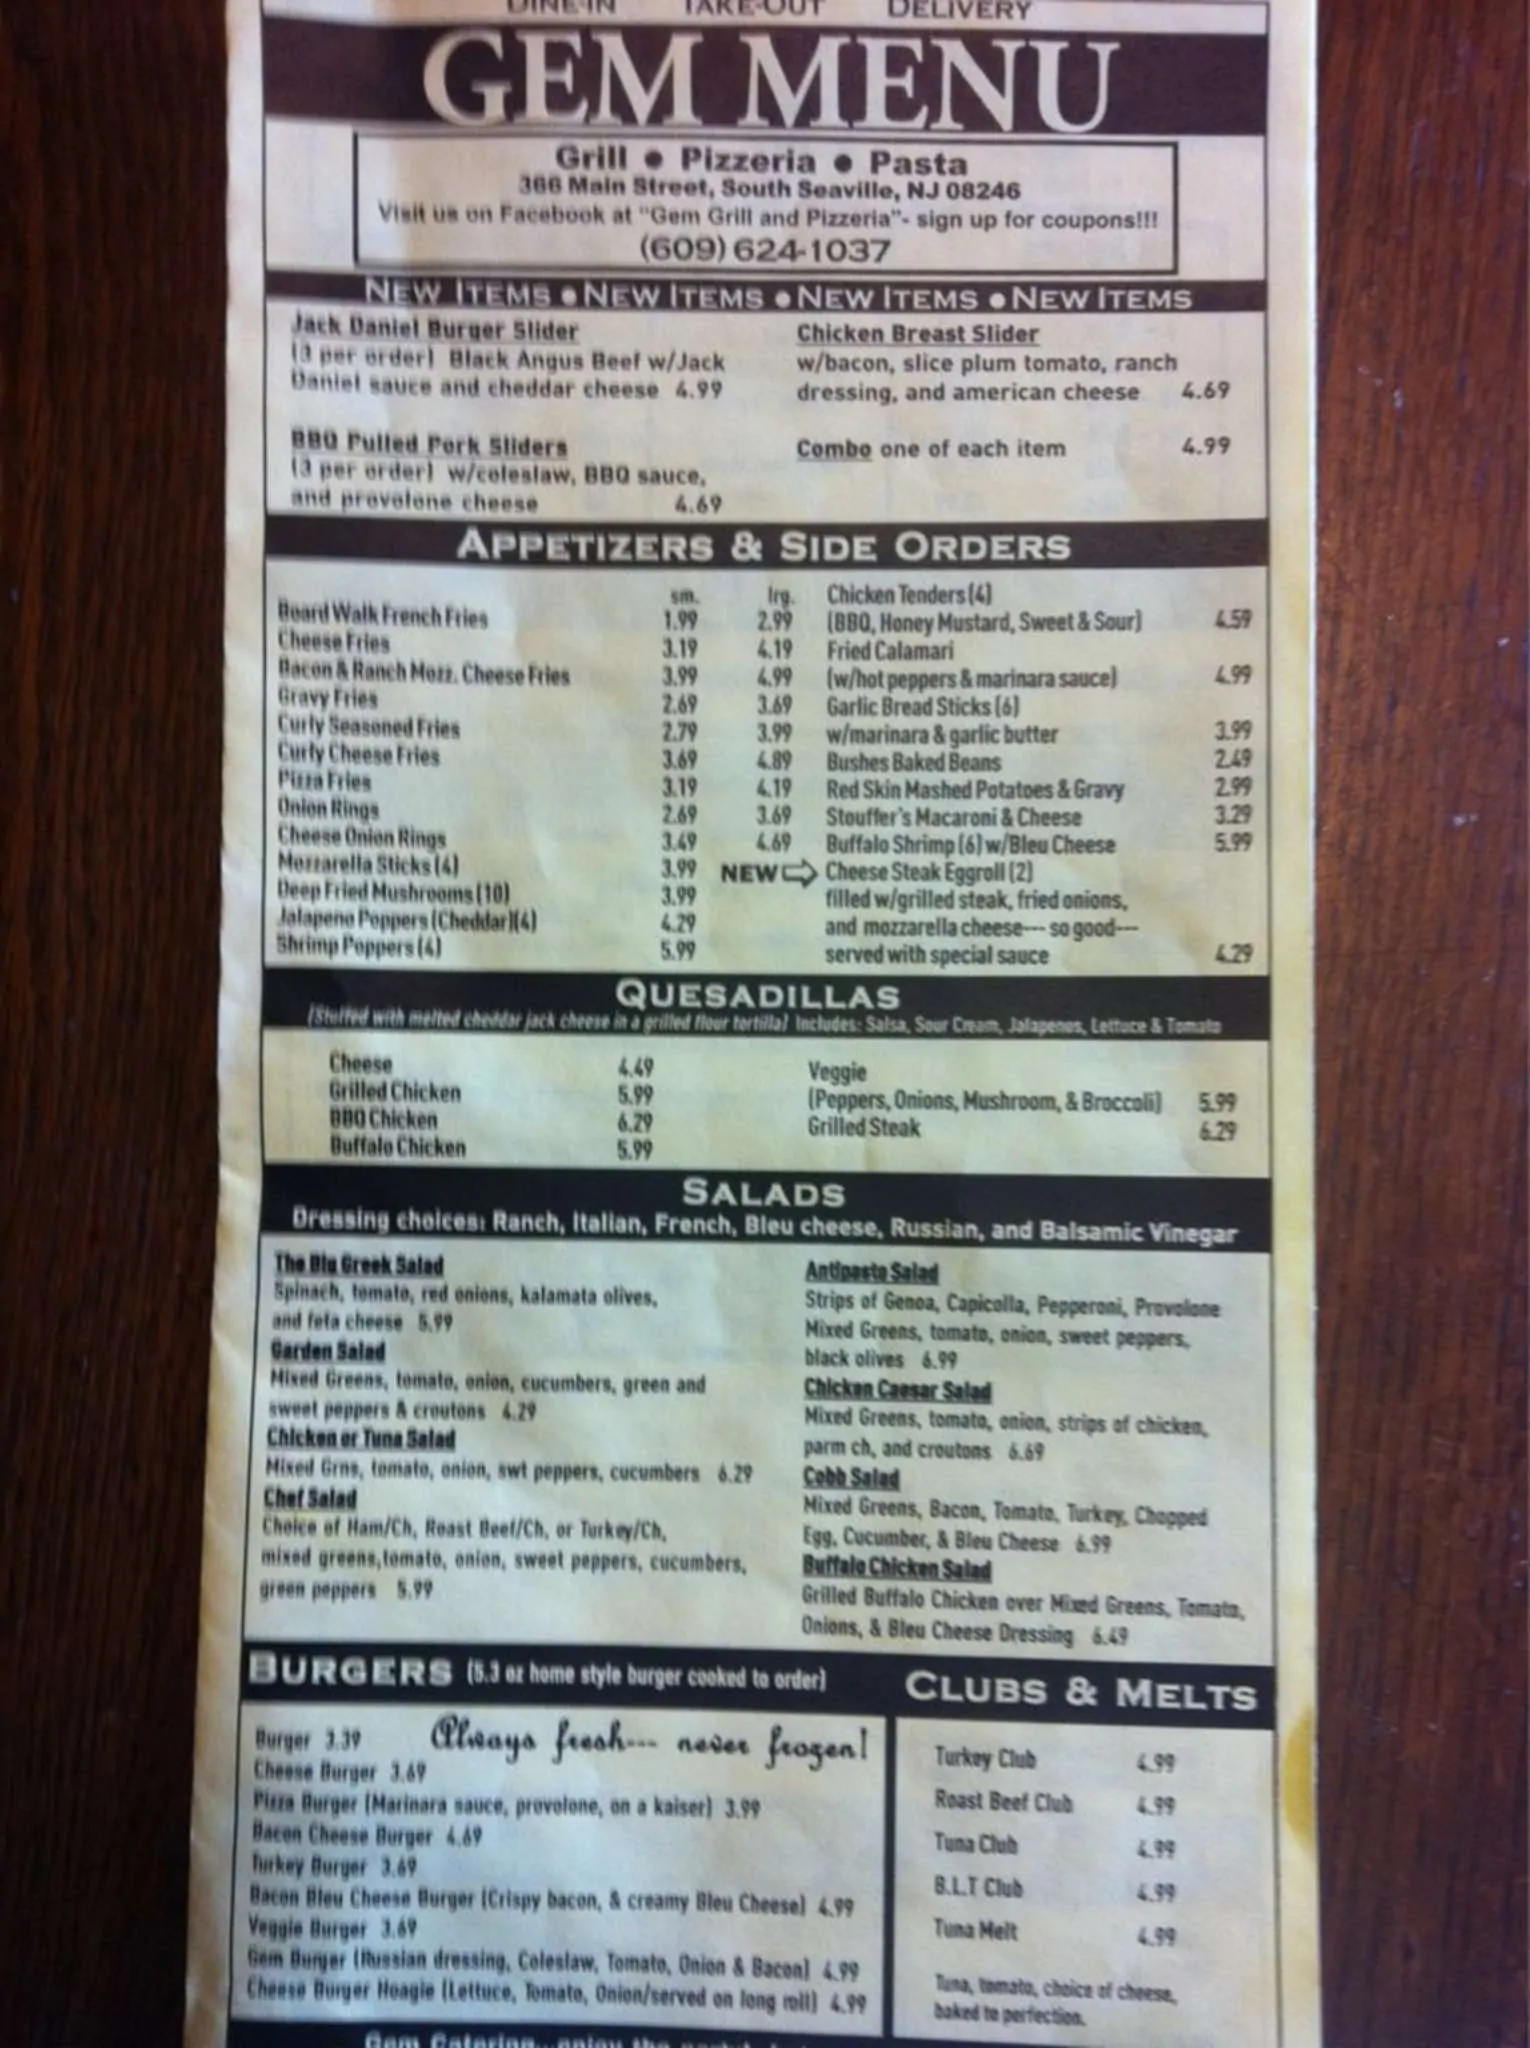 DINE-IN TAKE-OUT DELIVERY
GEM MENU
Grill • Pizzeria • Pasta
366 Main Street, South Seaville, NJ 08246
Visit us on Facebook at "Gem Grill and Pizzeria"- sign up for coupons!!!
(609) 624-1037
NEW ITEMS • NEW ITEMS • NEW ITEMS • NEW ITEMS
Jack Daniel Burger Slider
(3 per order) Black Angus Beef w/Jack
Daniel sauce and cheddar cheese 4.99
BBQ Pulled Pork Sliders
(3 per order) w/coleslaw, BBQ sauce,
and provolone cheese 4.69
Chicken Breast Slider
w/bacon, slice plum tomato, ranch
dressing, and american cheese 4.69
Combo one of each item 4.99
APPETIZERS & SIDE ORDERS
sm. lrg.
Board Walk French Fries 1.99 2.99
Cheese Fries 3.19 4.19
Bacon & Ranch Mozz. Cheese Fries 3.99 4.99
Gravy Fries 2.69 3.69
Curly Seasoned Fries 2.79 3.99
Curly Cheese Fries 3.69 4.89
Pizza Fries 3.19 4.19
Onion Rings 2.69 3.69
Cheese Onion Rings 3.49 4.69
Mozzarella Sticks (4) 3.99
Deep Fried Mushrooms (10) 3.99
Jalapeno Poppers (Cheddar)(4) 4.29
Shrimp Poppers (4) 5.99
Chicken Tenders (4)
(BBQ, Honey Mustard, Sweet & Sour) 4.59
Fried Calamari
(w/hot peppers & marinara sauce) 4.99
Garlic Bread Sticks (6)
w/marinara & garlic butter 3.99
Bushes Baked Beans 2.49
Red Skin Mashed Potatoes & Gravy 2.99
Stouffer's Macaroni & Cheese 3.29
Buffalo Shrimp (6) w/Bleu Cheese 5.99
NEW Cheese Steak Eggroll (2)
filled w/grilled steak, fried onions,
and mozzarella cheese--- so good---
served with special sauce 4.29
QUESADILLAS
(Stuffed with melted cheddar jack cheese in a grilled flour tortilla) Includes: Salsa, Sour Cream, Jalapenos, Lettuce & Tomato
Cheese 4.49
Grilled Chicken 5.99
BBQ Chicken 6.29
Buffalo Chicken 5.99
Veggie
(Peppers, Onions, Mushroom, & Broccoli) 5.99
Grilled Steak 6.29
SALADS
Dressing choices: Ranch, Italian, French, Bleu cheese, Russian, and Balsamic Vinegar
The Big Greek Salad
Spinach, tomato, red onions, kalamata olives,
and feta cheese 5.99
Garden Salad
Mixed Greens, tomato, onion, cucumbers, green and
sweet peppers & croutons 4.29
Chicken or Tuna Salad
Mixed Grns, tomato, onion, swt peppers, cucumbers 6.29
Chef Salad
Choice of Ham/Ch, Roast Beef/Ch, or Turkey/Ch,
mixed greens,tomato, onion, sweet peppers, cucumbers,
green peppers 5.99
Antipasto Salad
Strips of Genoa, Capicolla, Pepperoni, Provolone
Mixed Greens, tomato, onion, sweet peppers,
black olives 6.99
Chicken Caesar Salad
Mixed Greens, tomato, onion, strips of chicken,
parm ch, and croutons 6.69
Cobb Salad
Mixed Greens, Bacon, Tomato, Turkey, Chopped
Egg, Cucumber, & Bleu Cheese 6.99
Buffalo Chicken Salad
Grilled Buffalo Chicken over Mixed Greens, Tomato,
Onions, & Bleu Cheese Dressing 6.49
BURGERS (5.3 oz home style burger cooked to order)
Always fresh--- never frozen!
Burger 3.39
Cheese Burger 3.69
Pizza Burger (Marinara sauce, provolone, on a kaiser) 3.99
Bacon Cheese Burger 4.69
Turkey Burger 3.69
Bacon Bleu Cheese Burger (Crispy bacon, & creamy Bleu Cheese) 4.99
Veggie Burger 3.69
Gem Burger (Russian dressing, Coleslaw, Tomato, Onion & Bacon) 4.99
Cheese Burger Hoagie (Lettuce, Tomato, Onion/served on long roll) 4.99
CLUBS & MELTS
Turkey Club 4.99
Roast Beef Club 4.99
Tuna Club 4.99
B.L.T Club 4.99
Tuna Melt 4.99
Tuna, tomato, choice of cheese,
baked to perfection.
Gem Catering...enjoy the